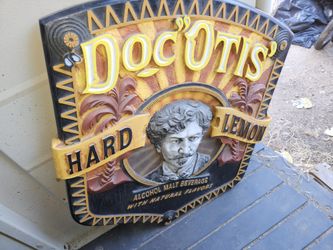 DOC "OTIS'
HARD LEMON
ALCOHOL MALT BEVERAGE
WITH NATURAL FLAVORS